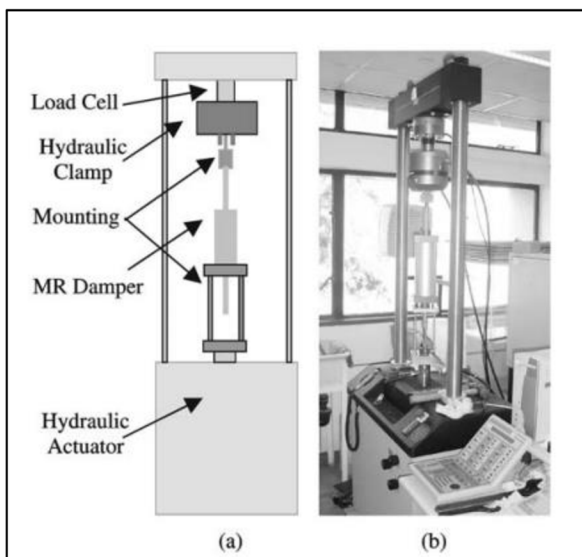 Load Cell
Hydraulic
Clamp
Mounting
MR Damper
Hydraulic
Actuator
(a)
(b)